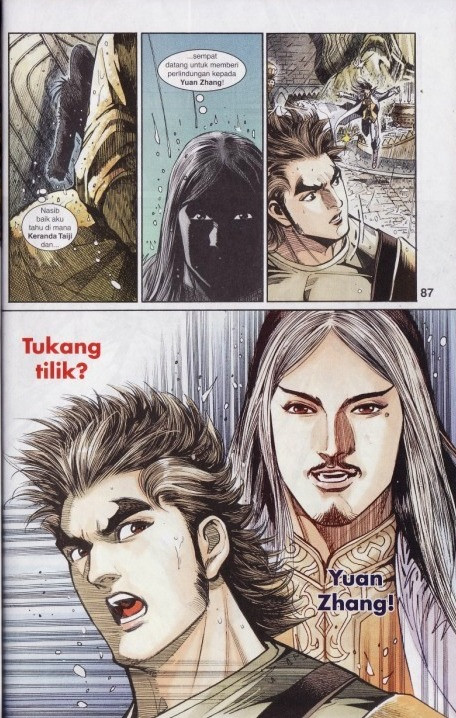 Nasib
baik aku
tahu di mana
Keranda Taiji
dan...
...sempat
datang untuk memberi
perlindungan kepada
Yuan Zhang!
87
Tukang
tilik?
Yuan
Zhang!